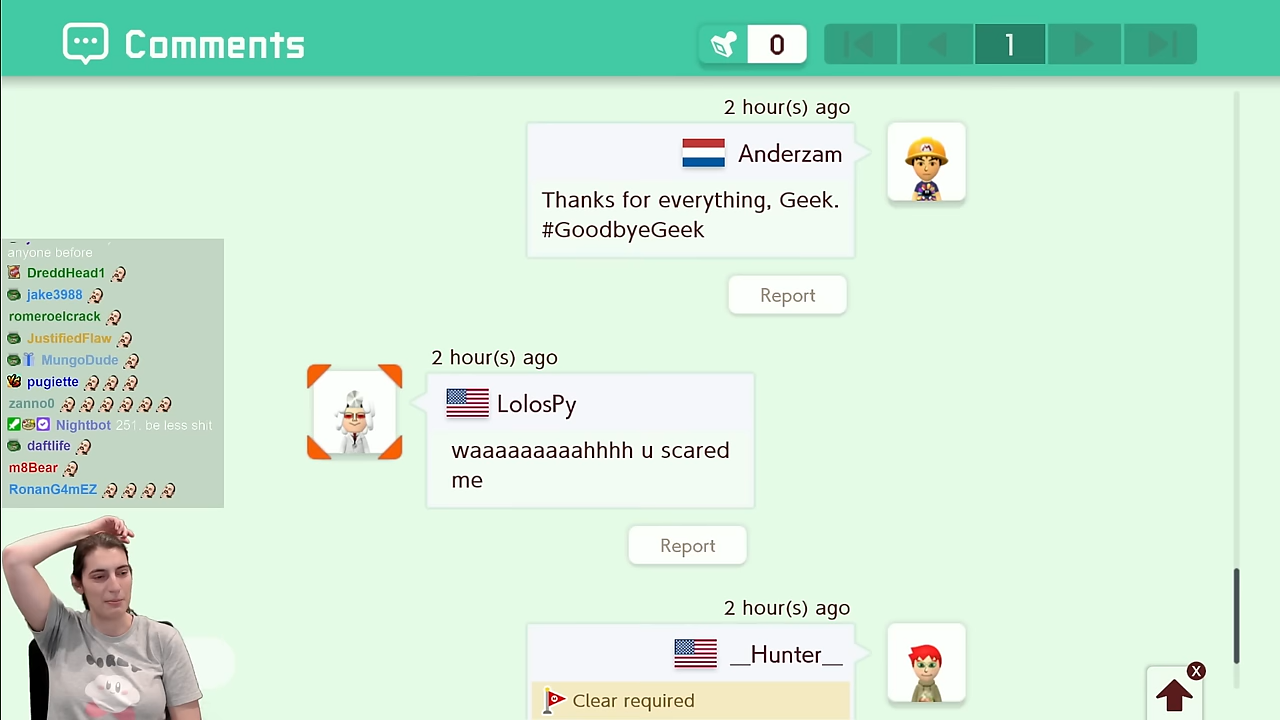 Comments
0
1
2 hour(s) ago
Anderzam
Thanks for everything, Geek.
#GoodbyeGeek
Report
2 hour(s) ago
LolosPy
waaaaaaaaahhhh u scared
me
Report
2 hour(s) ago
__Hunter__
Clear required
X
anyone before
DreddHead1
jake3988
romeroelcrack
JustifiedFlaw
MungoDude
pugiette
zanno0
Nightbot 251. be less shit
daftlife
m8Bear
RonanG4mEZ